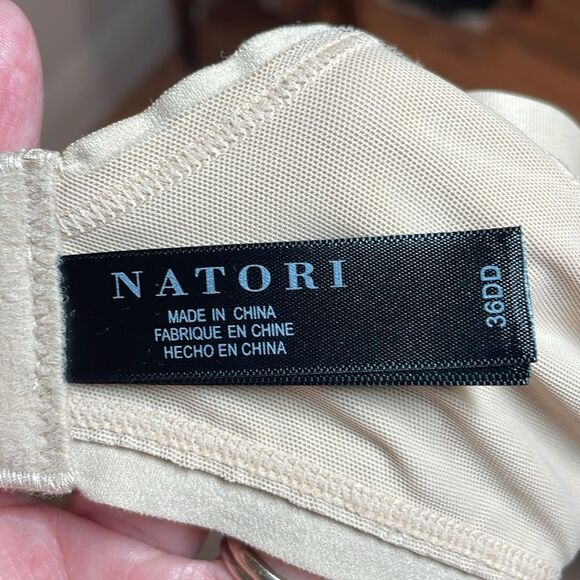 NATORI
MADE IN CHINA
FABRIQUE EN CHINE
HECHO EN CHINA
36DD